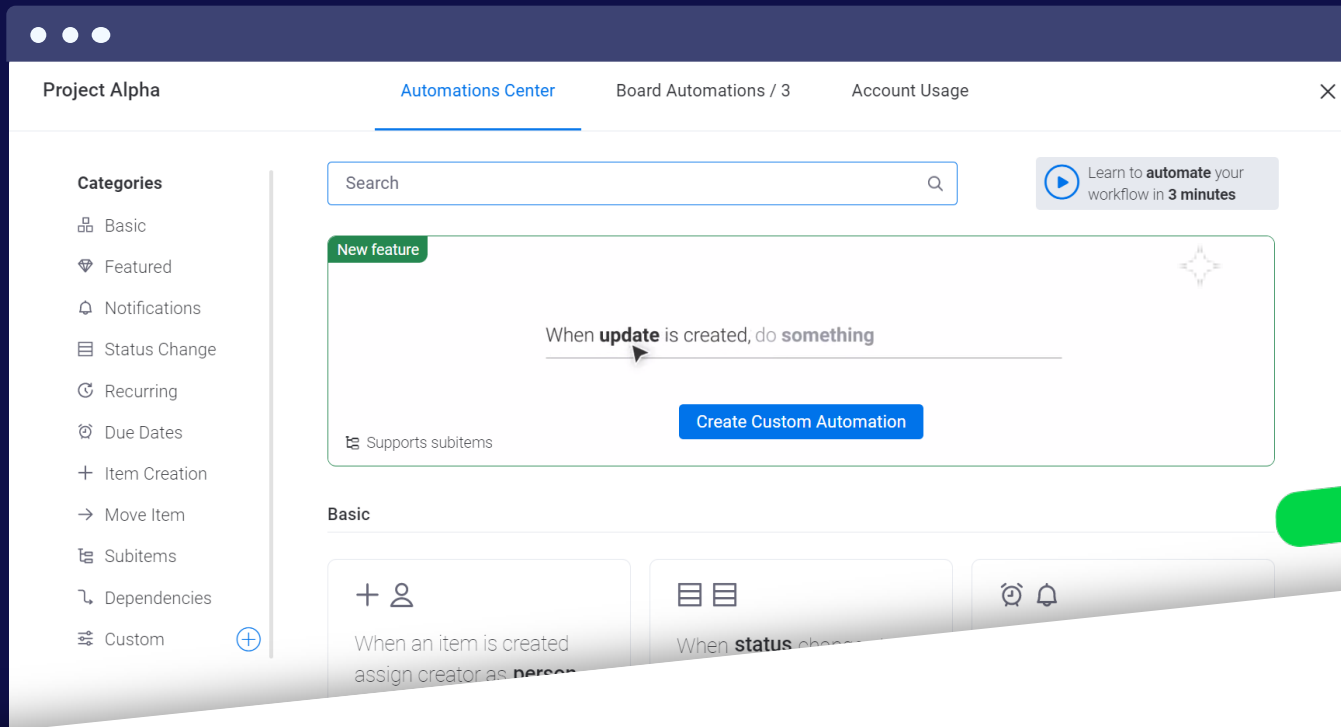 Project Alpha
Automations Center
Board Automations / 3
Account Usage
Categories
Basic
Featured
Notifications
Status Change
Recurring
Due Dates
Item Creation
Move Item
Subitems
Dependencies
Custom
Search
Learn to automate your
workflow in 3 minutes
New feature
When update is created, do something
Create Custom Automation
Supports subitems
Basic
When an item is created
assign creator as person
When status